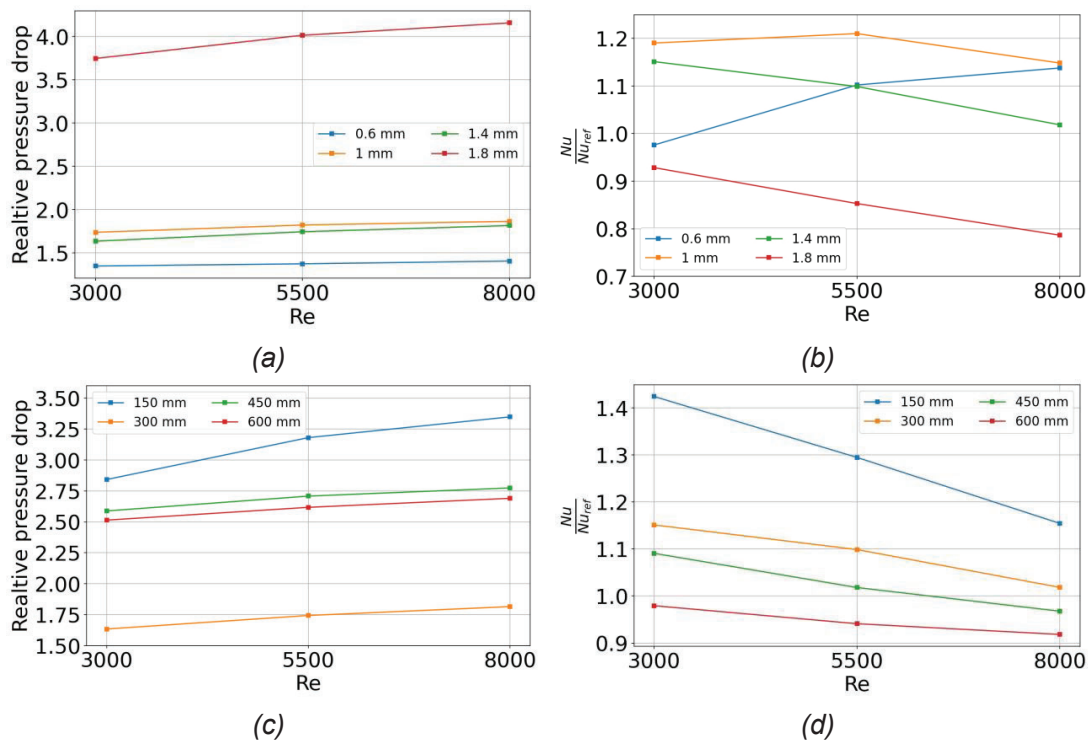 Realtive pressure drop
4.0
3.5
3.0
2.5
2.0
1.5
0.6 mm
1 mm
1.4 mm
1.8 mm
3000
5500
8000
Re
(a)
Nu
Nu_ref
1.2
1.1
1.0
0.9
0.8
0.7
0.6 mm
1 mm
1.4 mm
1.8 mm
3000
5500
8000
Re
(b)
Realtive pressure drop
3.50
3.25
3.00
2.75
2.50
2.25
2.00
1.75
1.50
150 mm
300 mm
450 mm
600 mm
3000
5500
8000
Re
(c)
Nu
Nu_ref
1.4
1.3
1.2
1.1
1.0
0.9
150 mm
300 mm
450 mm
600 mm
3000
5500
8000
Re
(d)